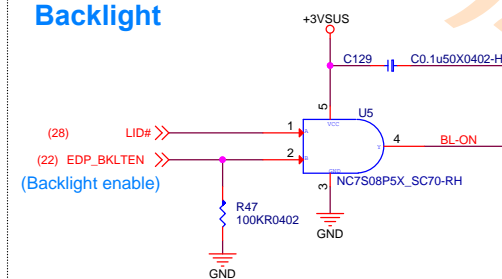 Backlight
+3VSUS
C129
C0.1u50X0402-H
U5
5
VCC
(28)
LID#
1
A
4
Y
BL-ON
(22)
EDP_BKLTEN
2
B
(Backlight enable)
GND
3
NC7S08P5X_SC70-RH
R47
100KR0402
GND
GND